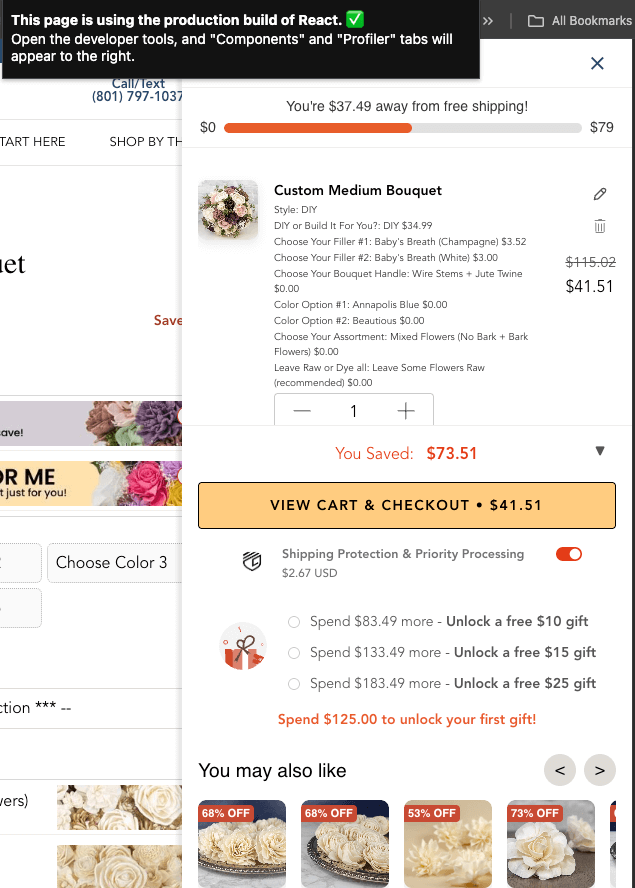 This page is using the production build of React. ✅
Open the developer tools, and "Components" and "Profiler" tabs will
appear to the right.
»
All Bookmarks
Call/Text
(801) 797-1037
TART HERE
SHOP BY TH
You're $37.49 away from free shipping!
$0
$79
Custom Medium Bouquet
Style: DIY
DIY or Build It For You?: DIY $34.99
Choose Your Filler #1: Baby's Breath (Champagne) $3.52
Choose Your Filler #2: Baby's Breath (White) $3.00
Choose Your Bouquet Handle: Wire Stems + Jute Twine
$0.00
Color Option #1: Annapolis Blue $0.00
Color Option #2: Beautious $0.00
Choose Your Assortment: Mixed Flowers (No Bark + Bark
Flowers) $0.00
Leave Raw or Dye all: Leave Some Flowers Raw
(recommended) $0.00
$115.02
$41.51
1
uet
Save
save!
OR ME
t just for you!
Choose Color 3
ction *** --
wers)
You Saved: $73.51
▼
VIEW CART & CHECKOUT • $41.51
Shipping Protection & Priority Processing
$2.67 USD
Spend $83.49 more - Unlock a free $10 gift
Spend $133.49 more - Unlock a free $15 gift
Spend $183.49 more - Unlock a free $25 gift
Spend $125.00 to unlock your first gift!
You may also like
<
>
68% OFF
68% OFF
53% OFF
73% OFF